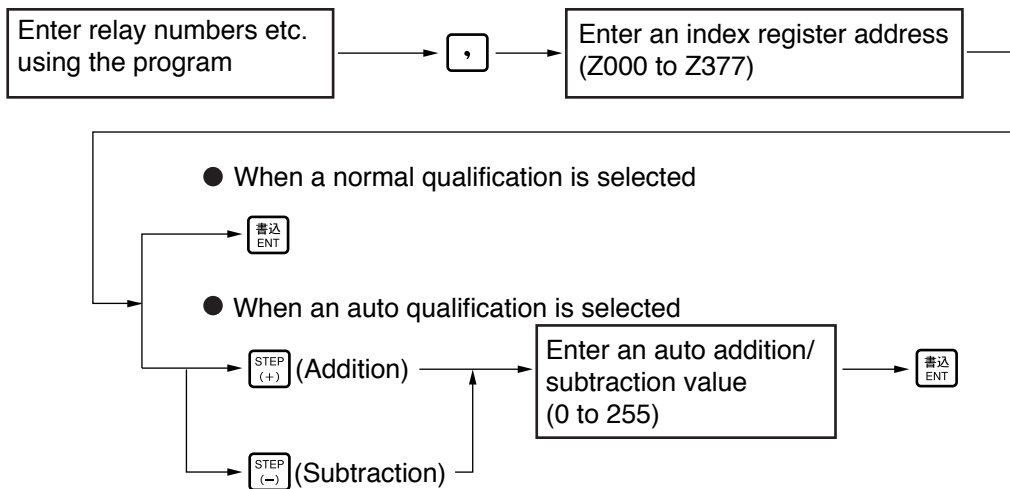 Enter relay numbers etc.
using the program
,
Enter an index register address
(Z000 to Z377)
● When a normal qualification is selected
書込
ENT
● When an auto qualification is selected
STEP
(+)
(Addition)
Enter an auto addition/
subtraction value
(0 to 255)
書込
ENT
STEP
(−)
(Subtraction)